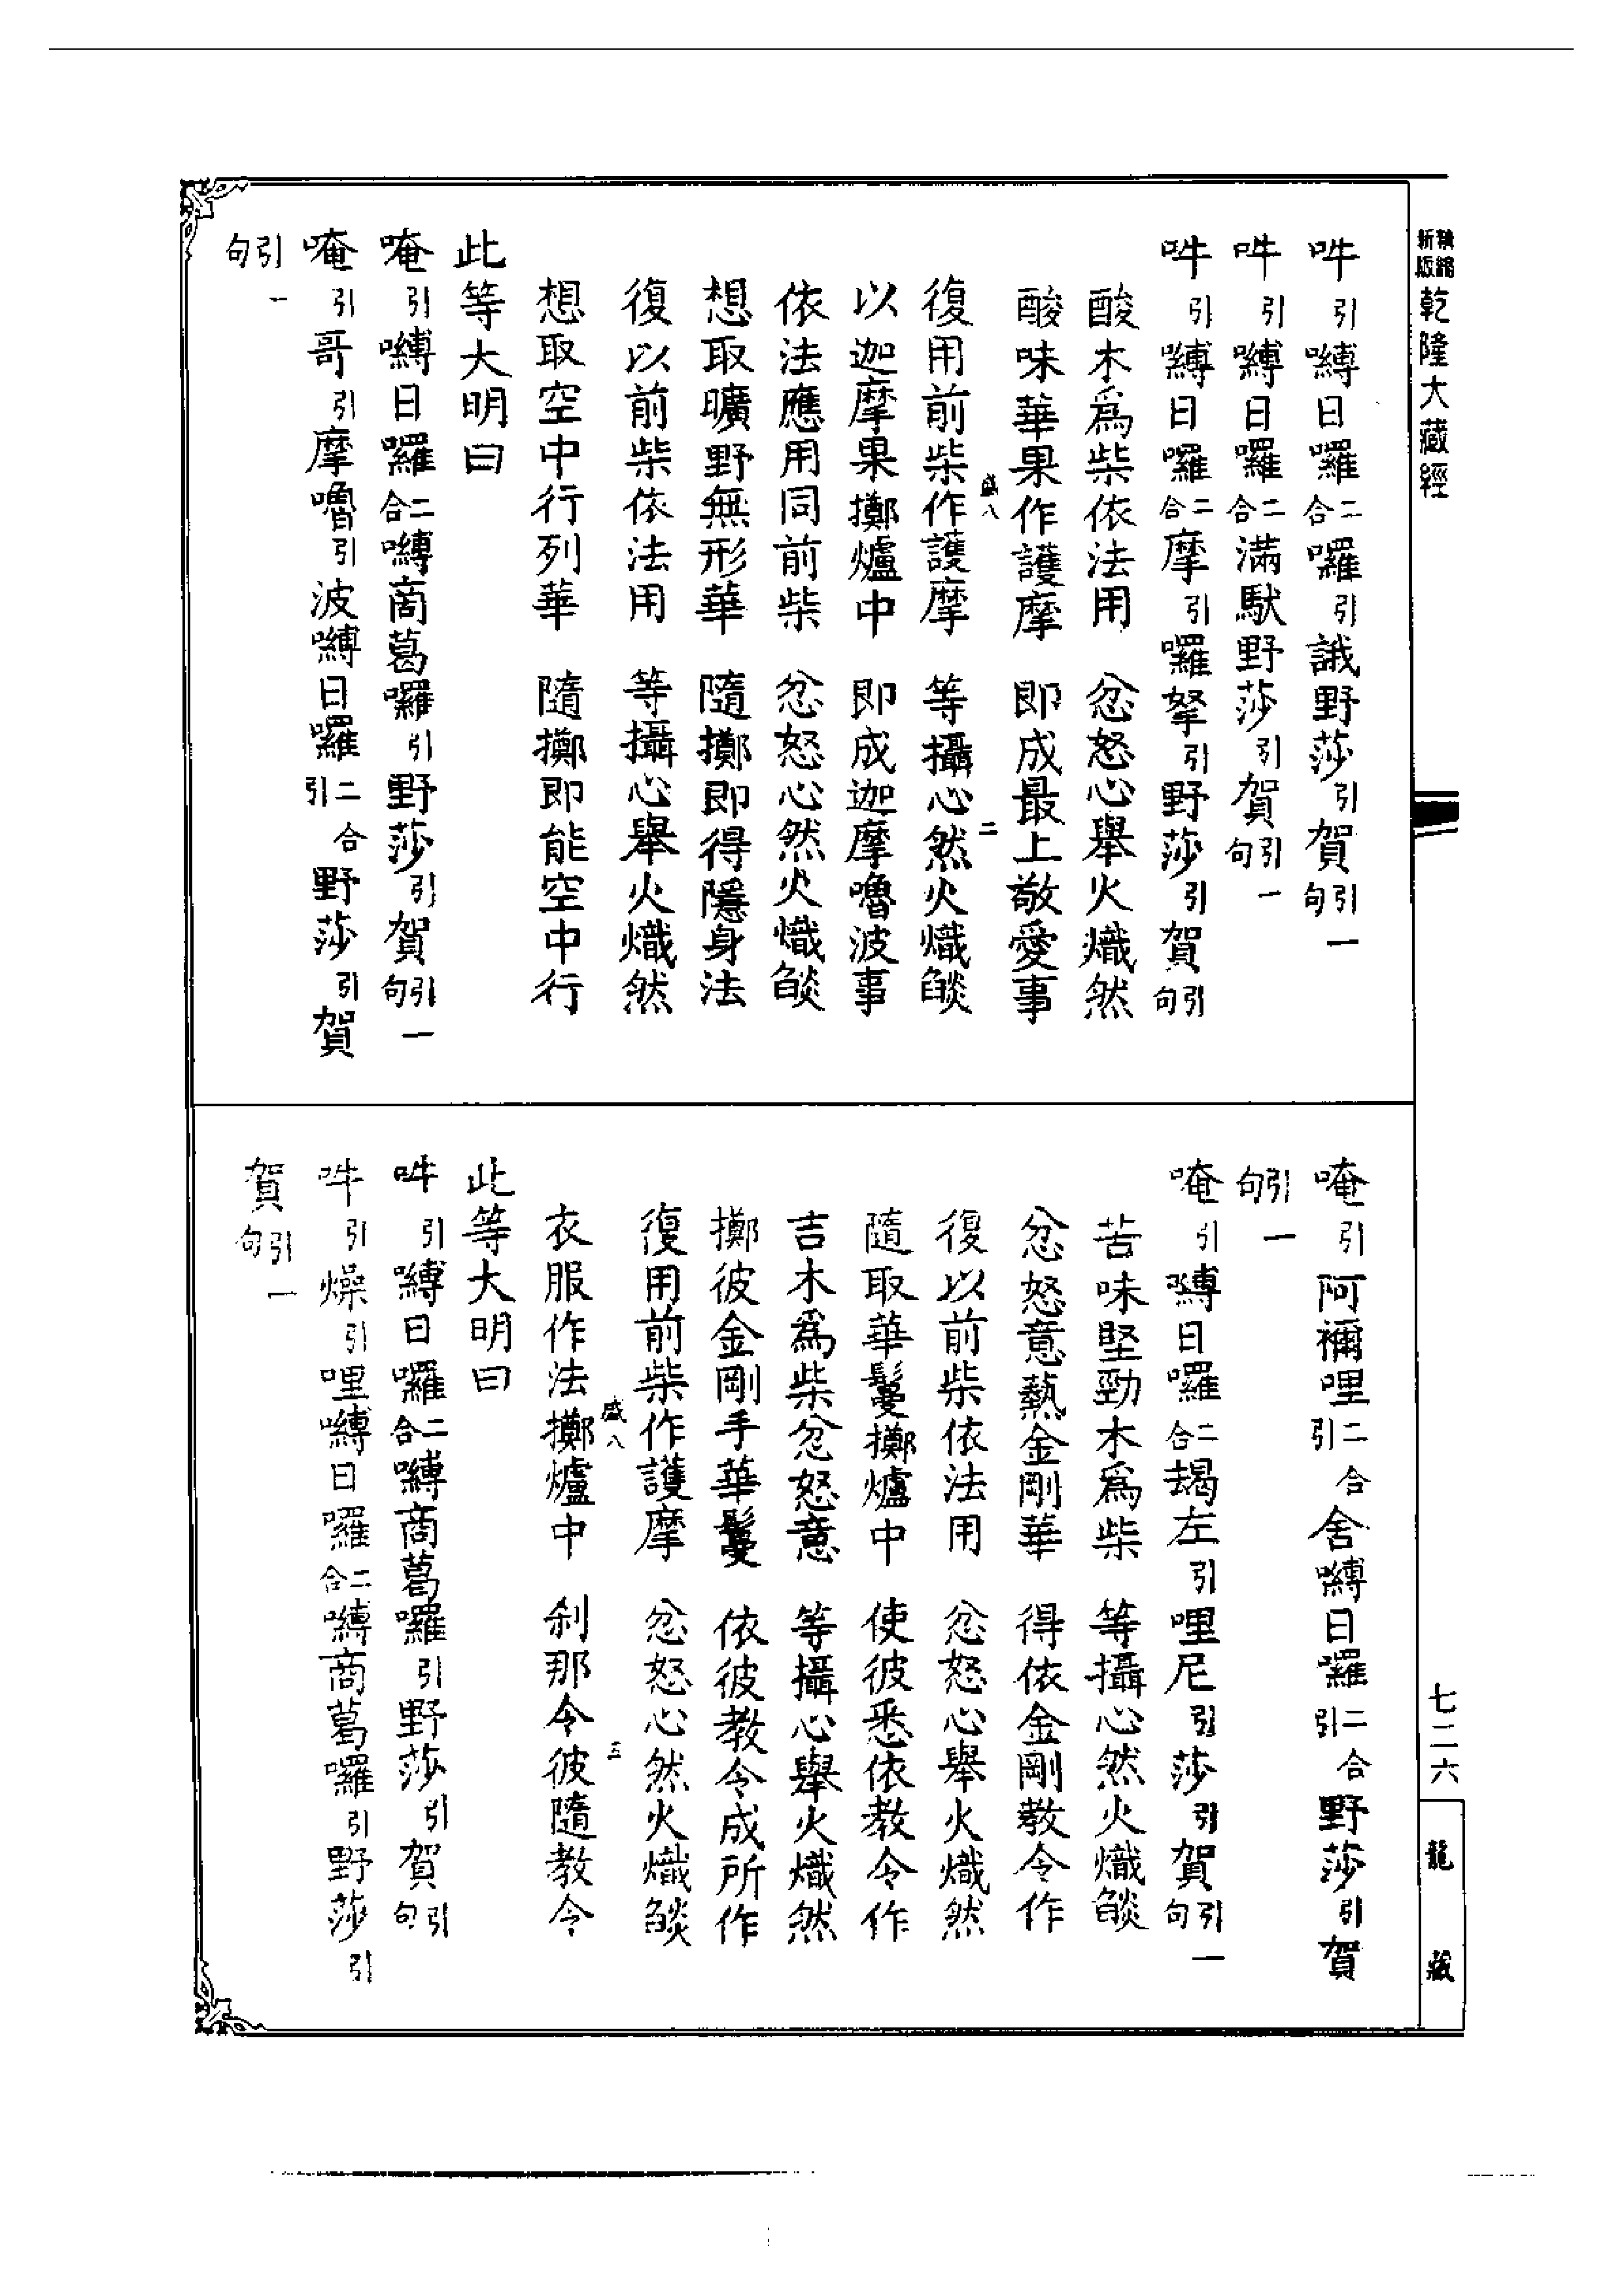 精縮新版乾隆大藏經
吽引嚩日囉二合囉引誐野莎引賀引句一
吽引嚩日囉二合滿馱野莎引賀引句一
吽引嚩日囉二合摩引囉拏引野莎引賀引句
酸木爲柴依法用　忿怒心舉火熾然
酸味華果作護摩　即成最上敬愛事
盛八　二
復用前柴作護摩　等攝心然火熾燄
以迦摩果擲爐中　即成迦摩嚕波事
依法應用同前柴　忿怒心然火熾燄
想取曠野無形華　隨擲即得隱身法
復以前柴依法用　等攝心舉火熾然
想取空中行列華　隨擲即能空中行
此等大明曰
唵引嚩日囉二合嚩商葛囉引野莎引賀引句一
唵引哥引摩嚕引波嚩日囉二合引野莎引賀
引句一
唵引阿禰哩二合引舍嚩日囉二合引野莎引賀
引句一
唵引嚩日囉二合朅左引哩尼引莎引賀引句一
苦味堅勁木爲柴　等攝心然火熾燄
忿怒意熱金剛華　得依金剛敎令作
復以前柴依法用　忿怒心舉火熾然
隨取華鬘擲爐中　使彼悉依教令作
吉木爲柴忿怒意　等攝心舉火熾然
擲彼金剛手華鬘　依彼教令成所作
復用前柴作護摩　忿怒心然火熾燄
盛八　三
衣服作法擲爐中　刹那令彼隨教令
此等大明曰
吽引嚩日囉二合嚩商葛囉引野莎引賀引句
吽引燥引哩嚩日囉二合嚩商葛囉引野莎引
賀引句一
七二六
龍藏